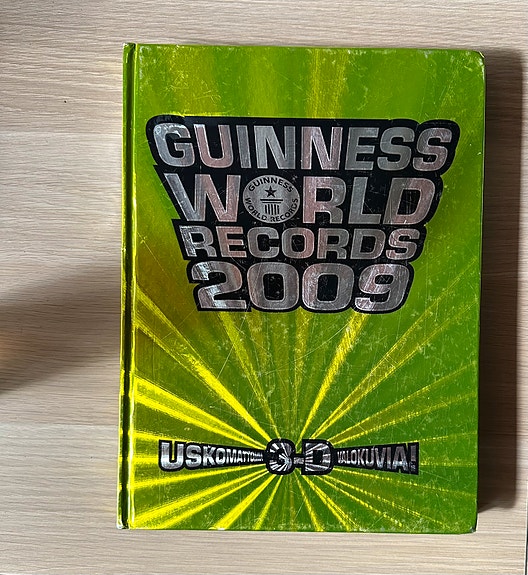 GUINNESS
WORLD
GUINNESS
WORLD RECORDS
RECORDS
2009
USKOMATTOMIA 3-D VALOKUVIA!